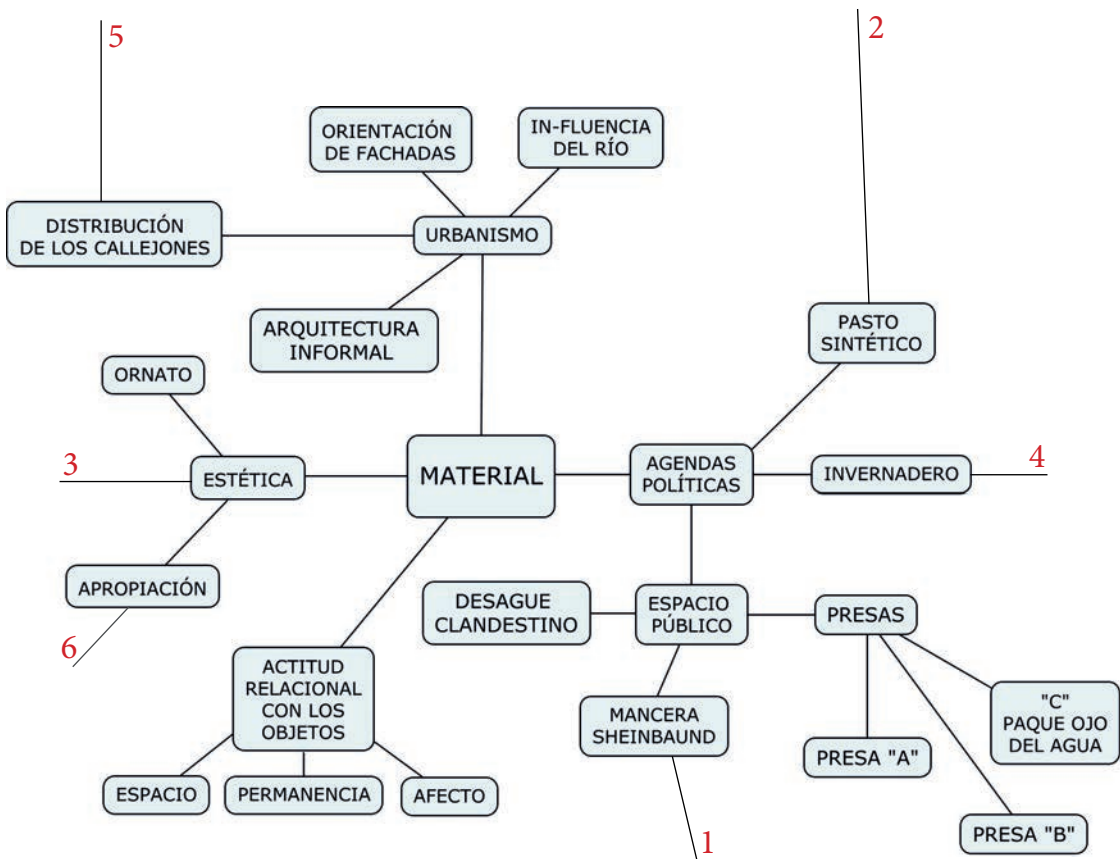 5
2
ORIENTACIÓN
DE FACHADAS
IN-FLUENCIA
DEL RÍO
DISTRIBUCIÓN
DE LOS CALLEJONES
URBANISMO
ARQUITECTURA
INFORMAL
PASTO
SINTÉTICO
ORNATO
3
ESTÉTICA
MATERIAL
AGENDAS
POLÍTICAS
INVERNADERO
4
APROPIACIÓN
6
DESAGUE
CLANDESTINO
ESPACIO
PÚBLICO
PRESAS
ACTITUD
RELACIONAL
CON LOS
OBJETOS
MANCERA
SHEINBAUND
"C"
PAQUE OJO
DEL AGUA
PRESA "A"
ESPACIO
PERMANENCIA
AFECTO
PRESA "B"
1